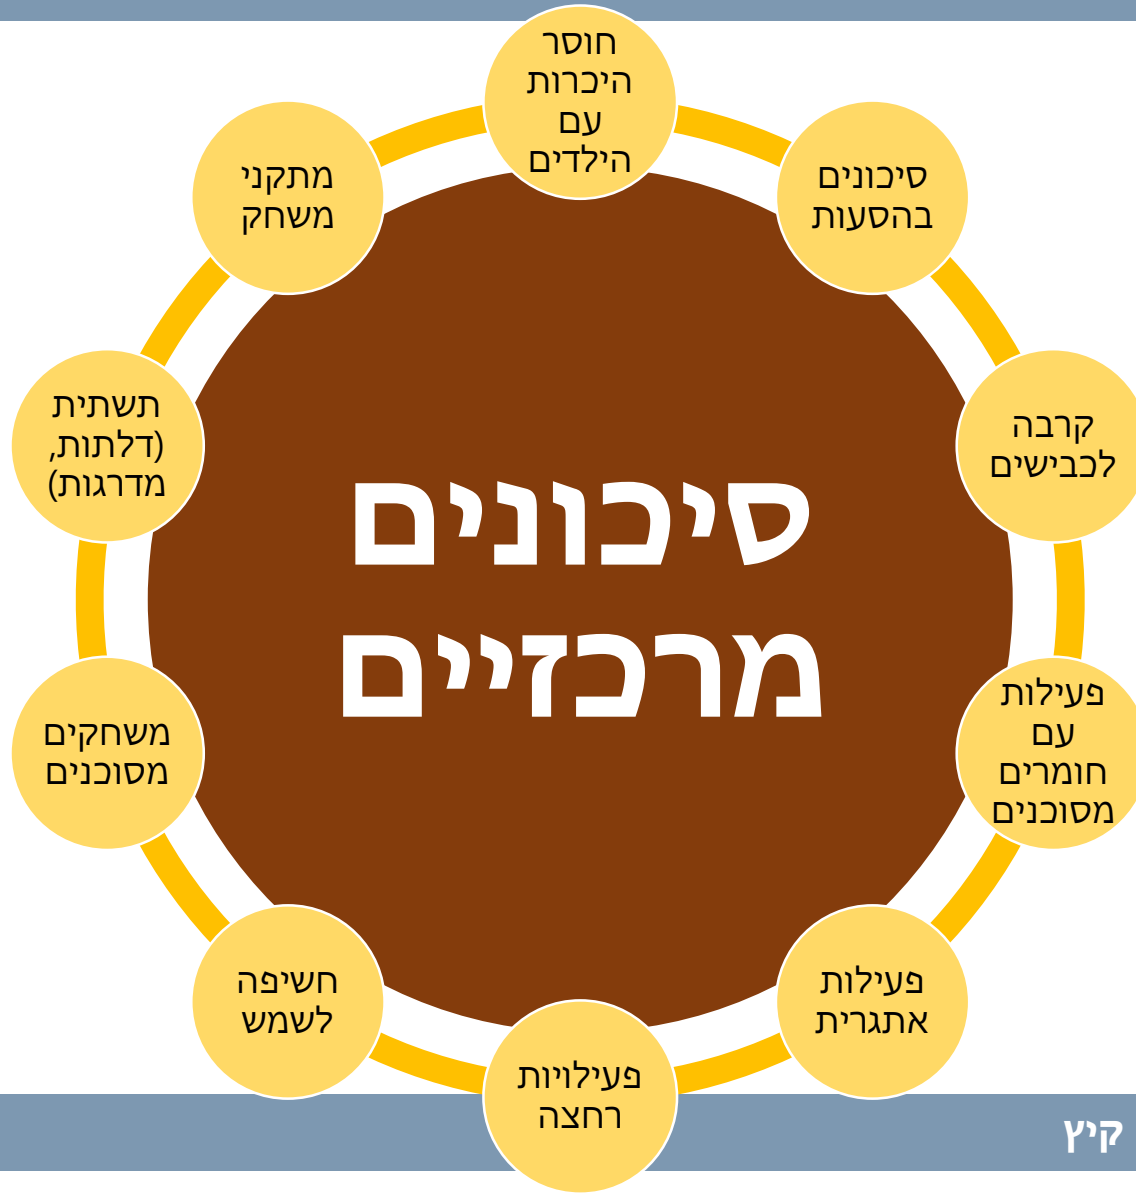 חוסר
היכרות
עם
הילדים
סיכונים
בהסעות
קרבה
לכבישים
פעילות
עם
חומרים
מסוכנים
פעילות
אתגרית
פעילויות
רחצה
חשיפה
לשמש
משחקים
מסוכנים
תשתית
(דלתות,
מדרגות)
מתקני
משחק
סיכונים
מרכזיים
קיץ